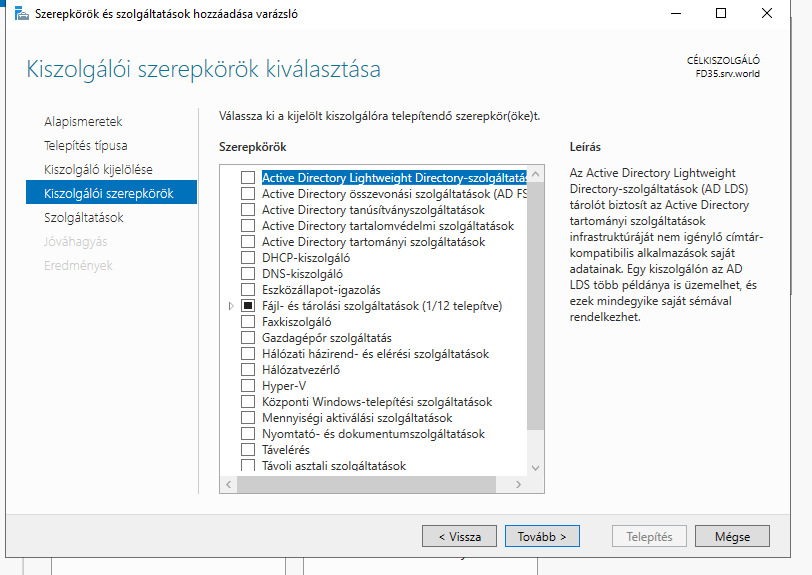 Szerepkörök és szolgáltatások hozzáadása varázsló
Kiszolgálói szerepkörök kiválasztása
CÉLKISZOLGÁLÓ
FD35.srv.world
Alapismeretek
Telepítés típusa
Kiszolgáló kijelölése
Kiszolgálói szerepkörök
Szolgáltatások
Jóváhagyás
Eredmények
Válassza ki a kijelölt kiszolgálóra telepítendő szerepkör(öke)t.
Szerepkörök
Active Directory Lightweight Directory-szolgáltatás
Active Directory összevonási szolgáltatások (AD FS
Active Directory tanúsítványszolgáltatások
Active Directory tartalomvédelmi szolgáltatások
Active Directory tartományi szolgáltatások
DHCP-kiszolgáló
DNS-kiszolgáló
Eszközállapot-igazolás
Fájl- és tárolási szolgáltatások (1/12 telepítve)
Faxkiszolgáló
Gazdagépőr szolgáltatás
Hálózati házirend- és elérési szolgáltatások
Hálózatvezérlő
Hyper-V
Központi Windows-telepítési szolgáltatások
Mennyiségi aktiválási szolgáltatások
Nyomtató- és dokumentumszolgáltatások
Távelérés
Távoli asztali szolgáltatások
Leírás
Az Active Directory Lightweight
Directory-szolgáltatások (AD LDS)
tárolót biztosít az Active Directory
tartományi szolgáltatások
infrastruktúráját nem igénylő címtár-
kompatibilis alkalmazások saját
adatainak. Egy kiszolgálón az AD
LDS több példánya is üzemelhet, és
ezek mindegyike saját sémával
rendelkezhet.
< Vissza
Tovább >
Telepítés
Mégse